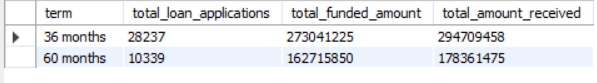 term total_loan_applications total_funded_amount total_amount_received
36 months 28237 273041225 294709458
60 months 10339 162715850 178361475